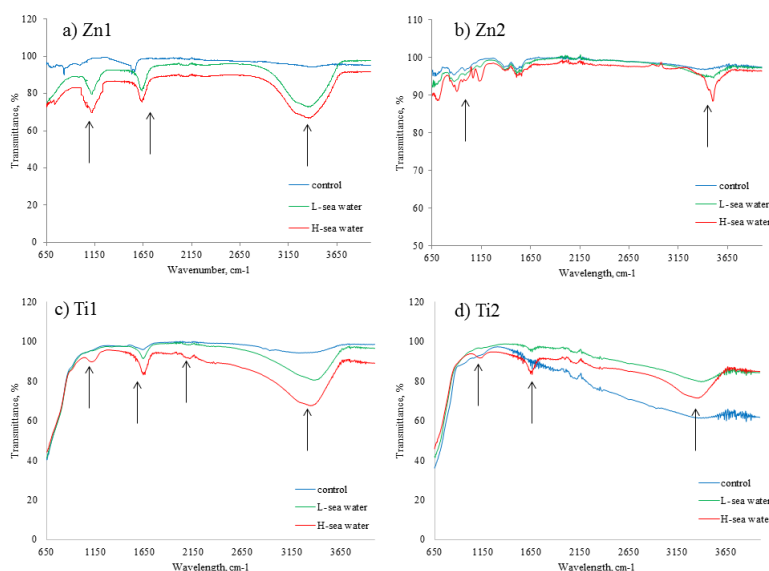 a) Zn1
120
100
80
60
40
20
0
Transmittance, %
650 1150 1650 2150 2650 3150 3650
Wavenumber, cm-1
control
L-sea water
H-sea water
b) Zn2
110
100
90
80
70
60
50
Transmittance, %
650 1150 1650 2150 2650 3150 3650
Wavelength, cm-1
control
L-sea water
H-sea water
c) Ti1
120
100
80
60
40
20
0
Transmittance, %
650 1150 1650 2150 2650 3150 3650
Wavelength, cm-1
control
L-sea water
H-sea water
d) Ti2
120
100
80
60
40
20
0
Transmittance, %
650 1150 1650 2150 2650 3150 3650
Wavelength, cm-1
control
L-sea water
H-sea water